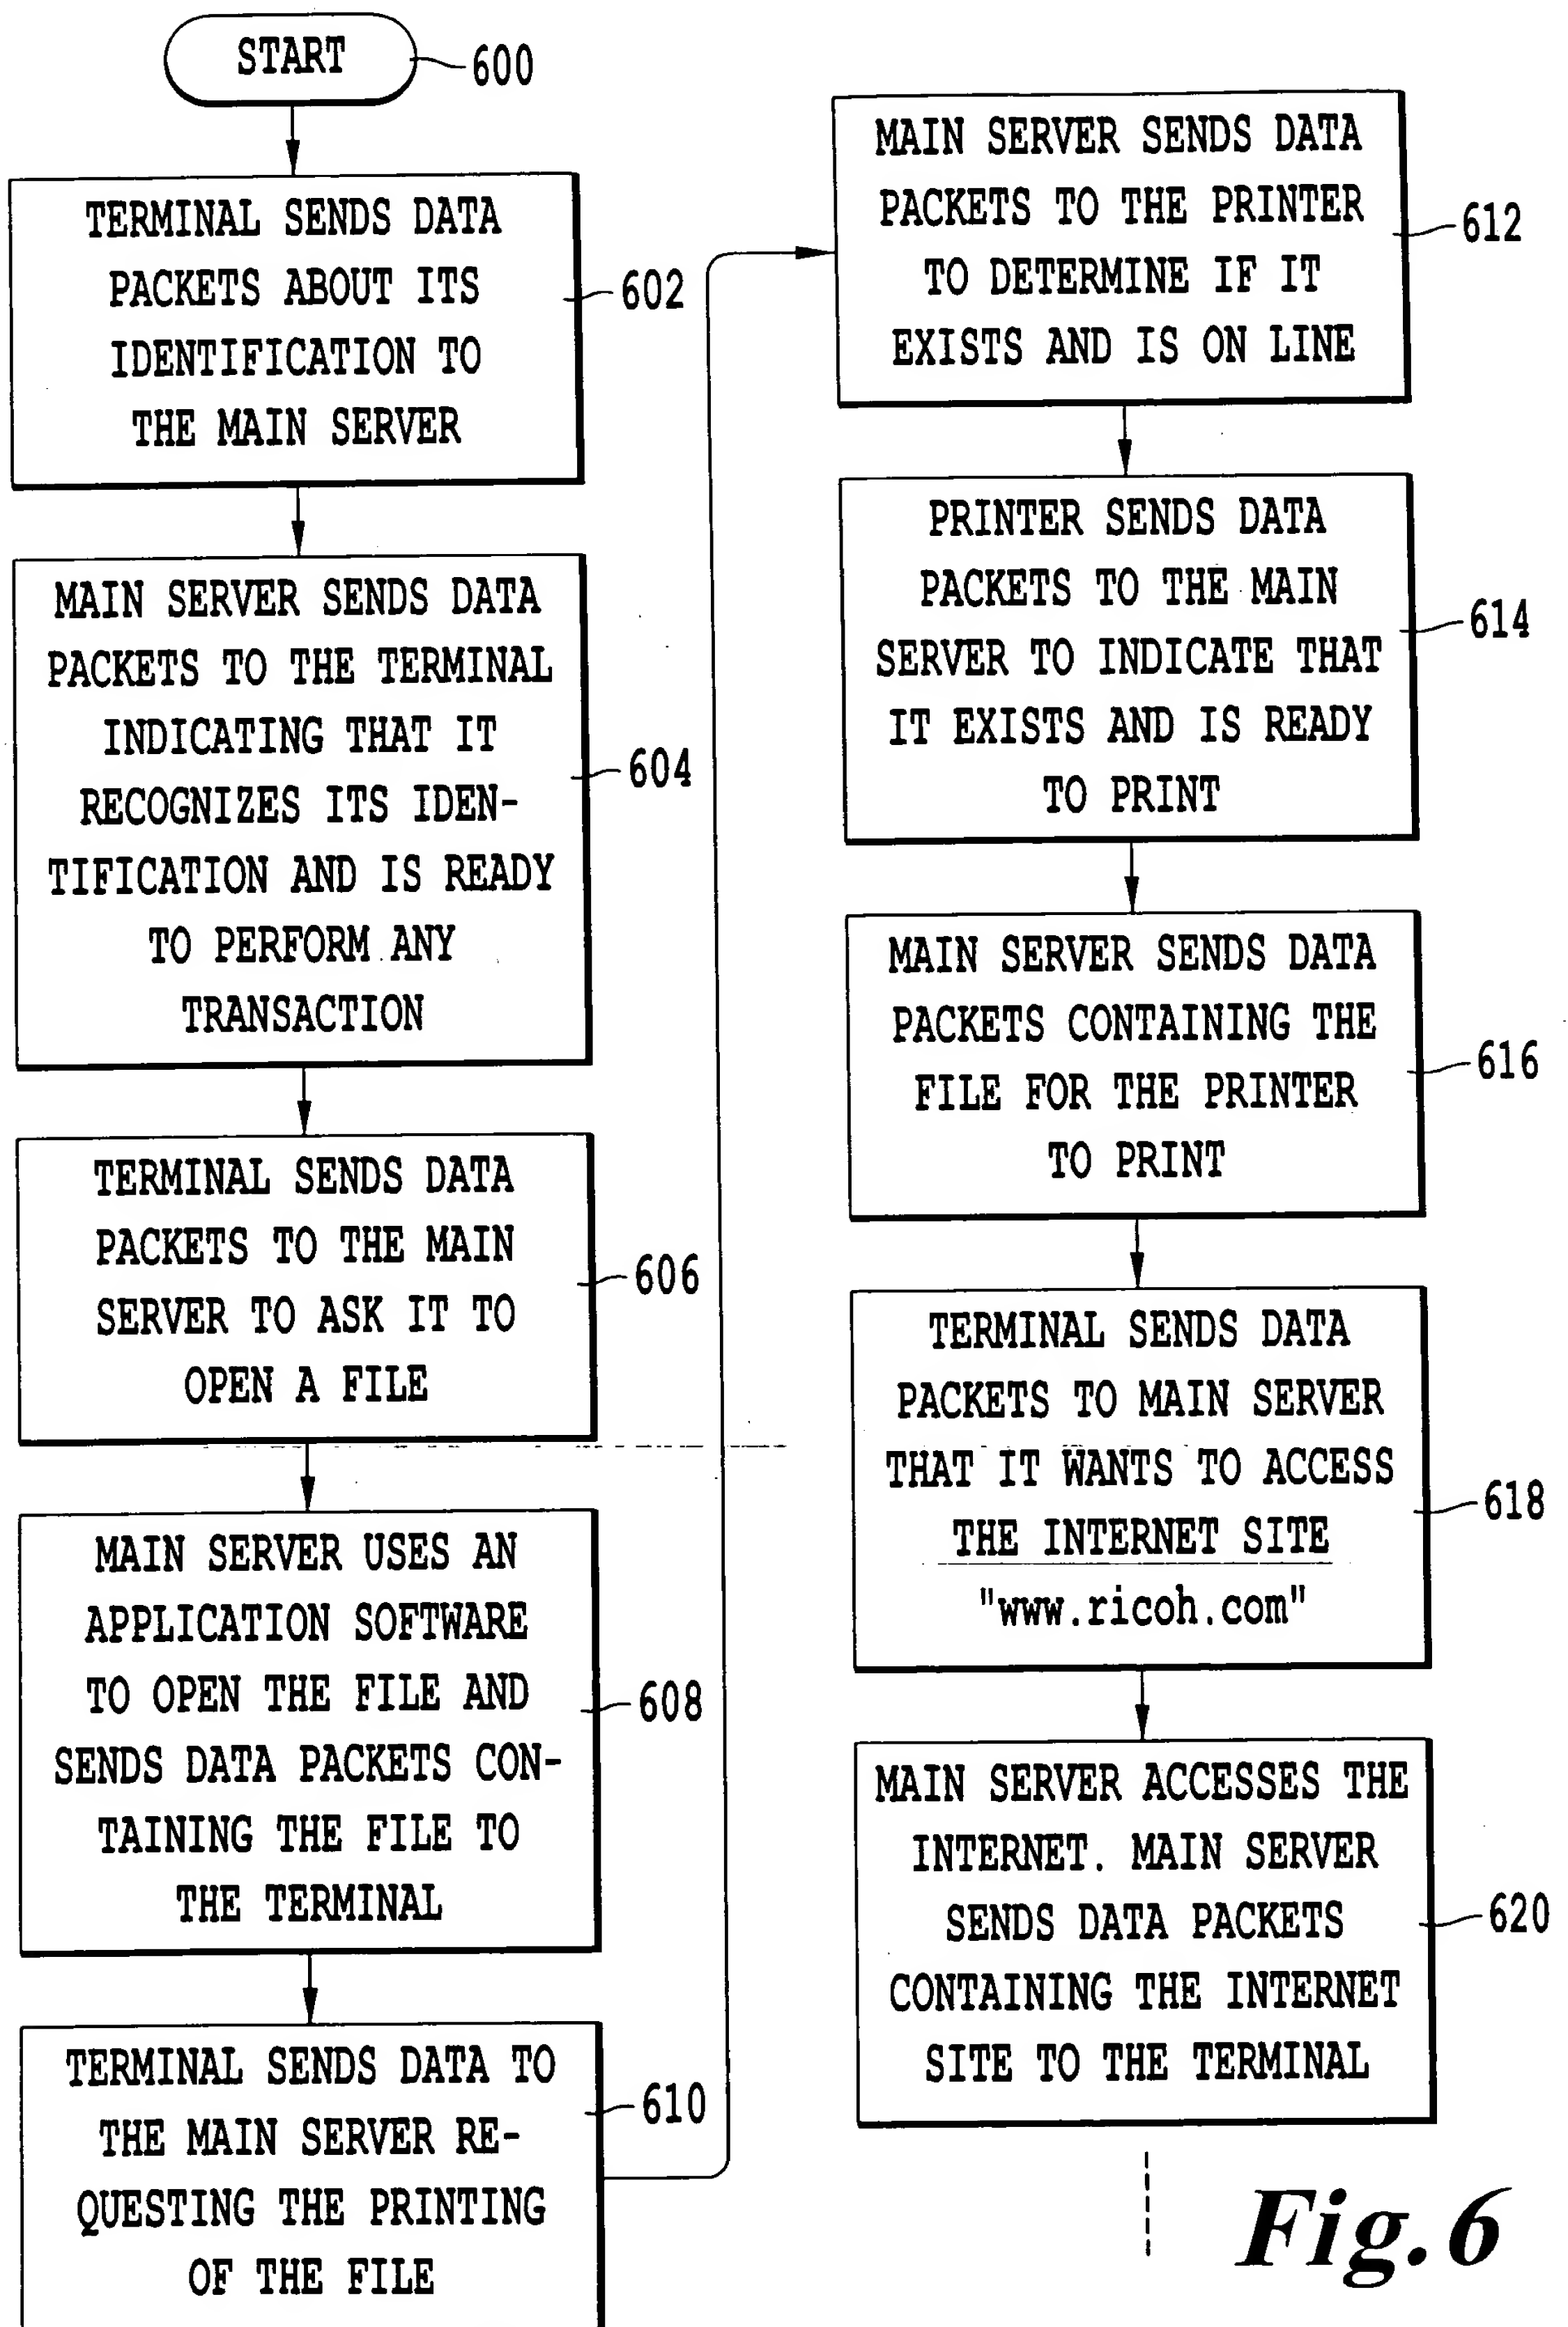 START
600
TERMINAL SENDS DATA
PACKETS ABOUT ITS
IDENTIFICATION TO
THE MAIN SERVER
602
MAIN SERVER SENDS DATA
PACKETS TO THE TERMINAL
INDICATING THAT IT
RECOGNIZES ITS IDEN-
TIFICATION AND IS READY
TO PERFORM ANY
TRANSACTION
604
TERMINAL SENDS DATA
PACKETS TO THE MAIN
SERVER TO ASK IT TO
OPEN A FILE
606
MAIN SERVER USES AN
APPLICATION SOFTWARE
TO OPEN THE FILE AND
SENDS DATA PACKETS CON-
TAINING THE FILE TO
THE TERMINAL
608
TERMINAL SENDS DATA TO
THE MAIN SERVER RE-
QUESTING THE PRINTING
OF THE FILE
610
MAIN SERVER SENDS DATA
PACKETS TO THE PRINTER
TO DETERMINE IF IT
EXISTS AND IS ON LINE
612
PRINTER SENDS DATA
PACKETS TO THE MAIN
SERVER TO INDICATE THAT
IT EXISTS AND IS READY
TO PRINT
614
MAIN SERVER SENDS DATA
PACKETS CONTAINING THE
FILE FOR THE PRINTER
TO PRINT
616
TERMINAL SENDS DATA
PACKETS TO MAIN SERVER
THAT IT WANTS TO ACCESS
THE INTERNET SITE
"www.ricoh.com"
618
MAIN SERVER ACCESSES THE
INTERNET. MAIN SERVER
SENDS DATA PACKETS
CONTAINING THE INTERNET
SITE TO THE TERMINAL
620
Fig. 6